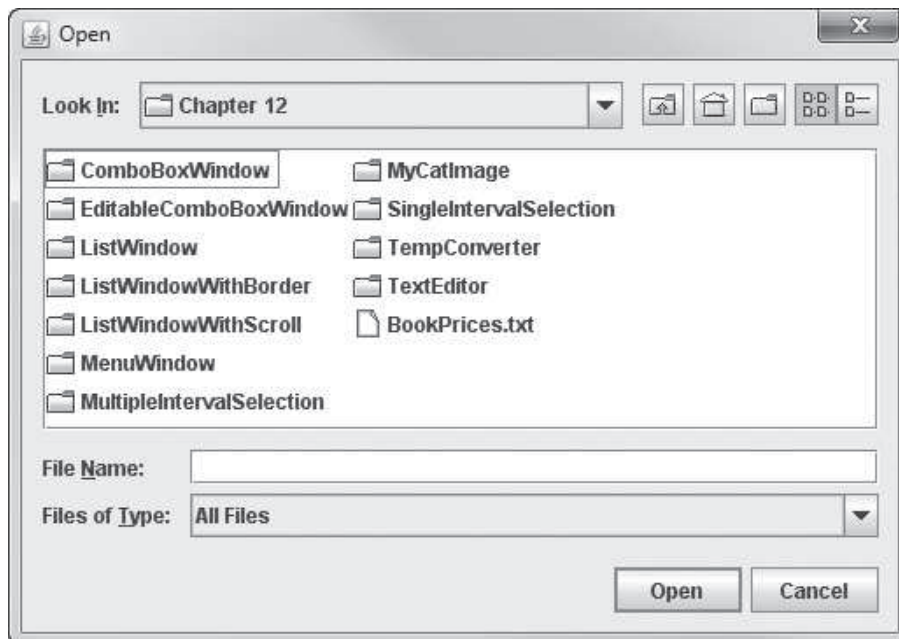 Open
Look In: Chapter 12
ComboBoxWindow
EditableComboBoxWindow
ListWindow
ListWindowWithBorder
ListWindowWithScroll
MenuWindow
MultipleIntervalSelection
MyCatImage
SingleIntervalSelection
TempConverter
TextEditor
BookPrices.txt
File Name:
Files of Type: All Files
Open Cancel